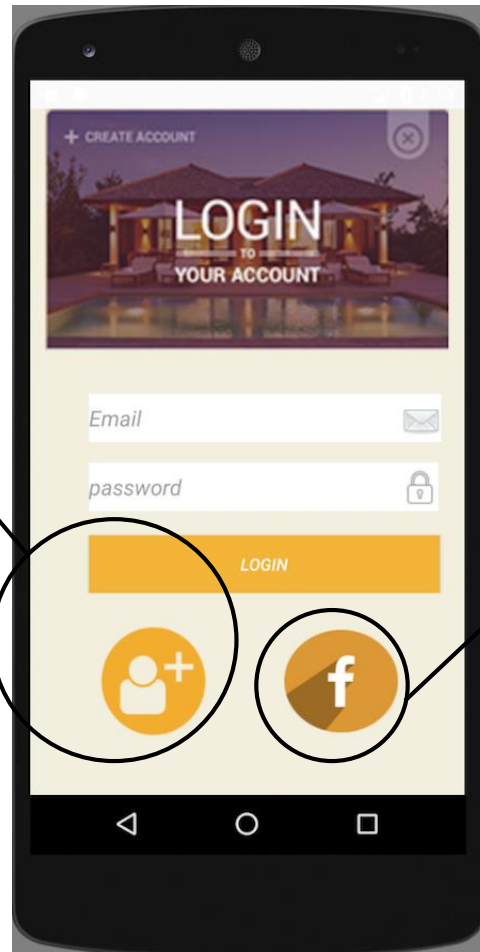 + CREATE ACCOUNT
LOGIN
TO
YOUR ACCOUNT
Email
password
LOGIN
f